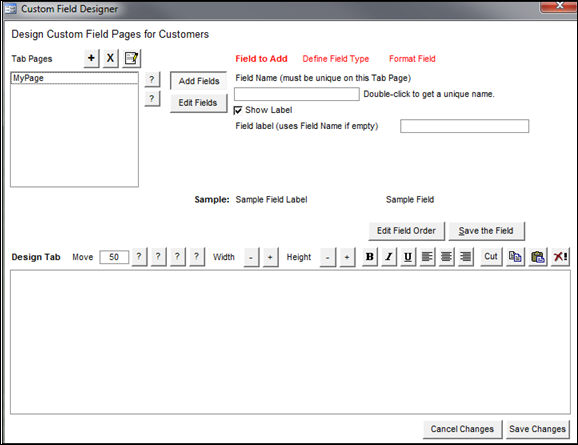 Custom Field Designer
X
Design Custom Field Pages for Customers
Tab Pages + X Field to Add Define Field Type Format Field
MyPage ? Add Fields Field Name (must be unique on this Tab Page)
? Edit Fields Double-click to get a unique name.
Show Label
Field label (uses Field Name if empty)
Sample: Sample Field Label Sample Field
Edit Field Order Save the Field
Design Tab Move 50 ? ? ? ? Width - + Height - + B I U Cut X!
Cancel Changes Save Changes